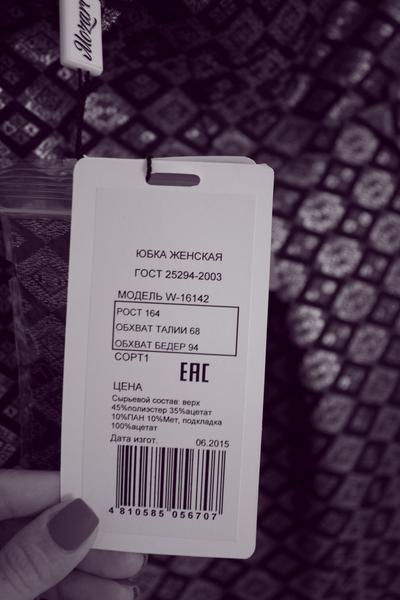 Mozart
ЮБКА ЖЕНСКАЯ
ГОСТ 25294-2003
МОДЕЛЬ W-16142
РОСТ 164
ОБХВАТ ТАЛИИ 68
ОБХВАТ БЕДЕР 94
СОРТ1
ЕАС
ЦЕНА
Сырьевой состав: верх
45%полиэстер 35%ацетат
10%ПАН 10%Мет, подкладка
100%ацетат
Дата изгот. 06.2015
4 810585 056707